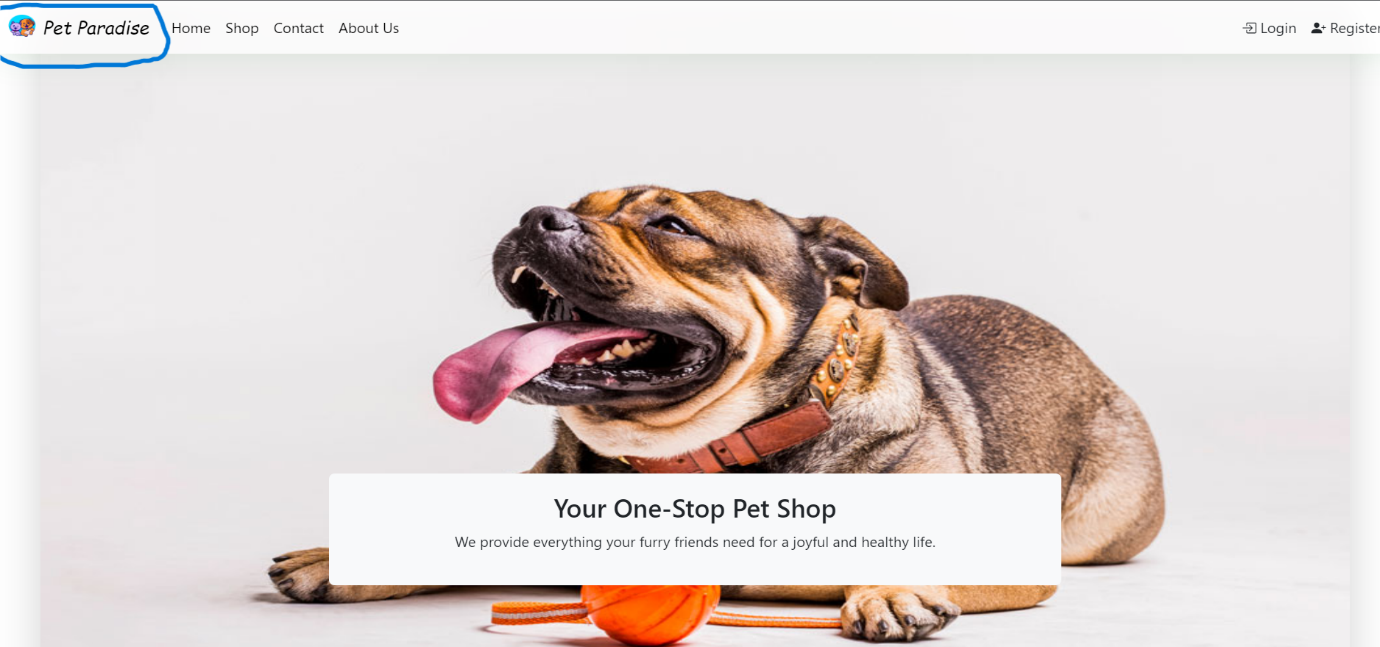 Pet Paradise Home Shop Contact About Us Login Register
Your One-Stop Pet Shop
We provide everything your furry friends need for a joyful and healthy life.